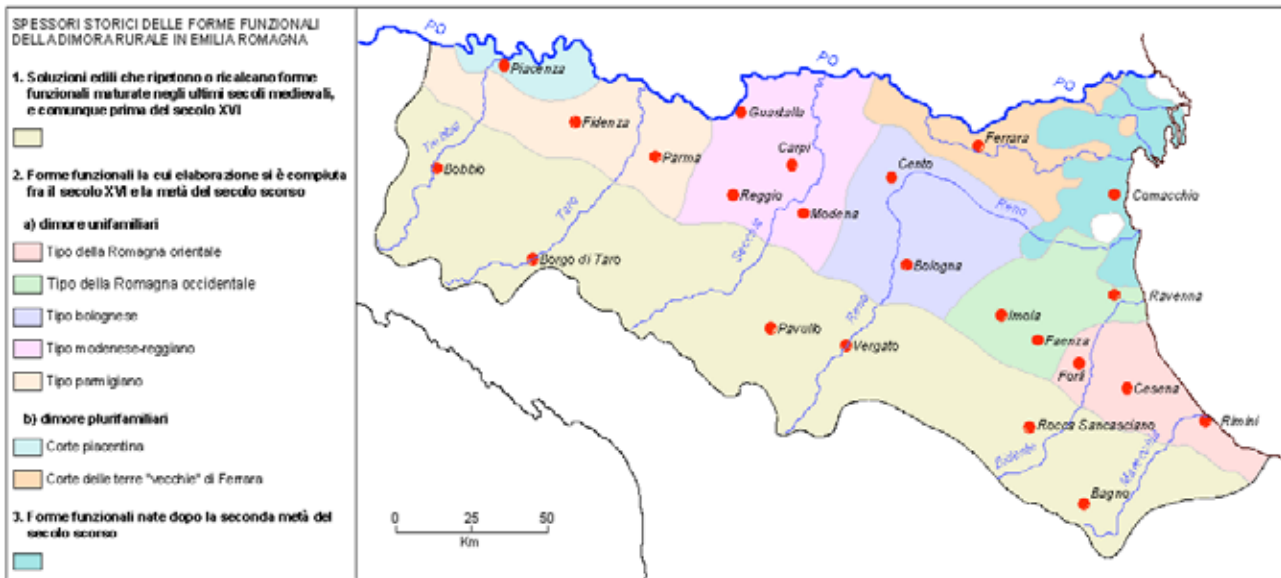 SPESSORI STORICI DELLE FORME FUNZIONALI
DELLA DIMORA RURALE IN EMILIA ROMAGNA
1. Soluzioni edili che ripetono o ricalcano forme
funzionali maturate negli ultimi secoli medievali,
e comunque prima del secolo XVI
2. Forme funzionali la cui elaborazione si è compiuta
fra il secolo XVI e la metà del secolo scorso
a) dimore unifamiliari
Tipo della Romagna orientale
Tipo della Romagna occidentale
Tipo bolognese
Tipo modenese-reggiano
Tipo parmigiano
b) dimore plurifamiliari
Corte piacentina
Corte delle terre "vecchie" di Ferrara
3. Forme funzionali nate dopo la seconda metà del
secolo scorso
PO
Piacenza
PO
PO
PO
Trebbia
Fidenza
Guastalla
Ferrara
Bobbio
Parma
Carpi
Cento
Taro
Reggio
Modena
Reno
Comacchio
Secchia
Borgo di Taro
Bologna
Ravenna
Reno
Imola
Pavullo
Vergato
Faenza
Forlì
Cesena
Rocca Sancasciano
Rimini
Bidente
Marecchia
Bagno
0 25 50
Km